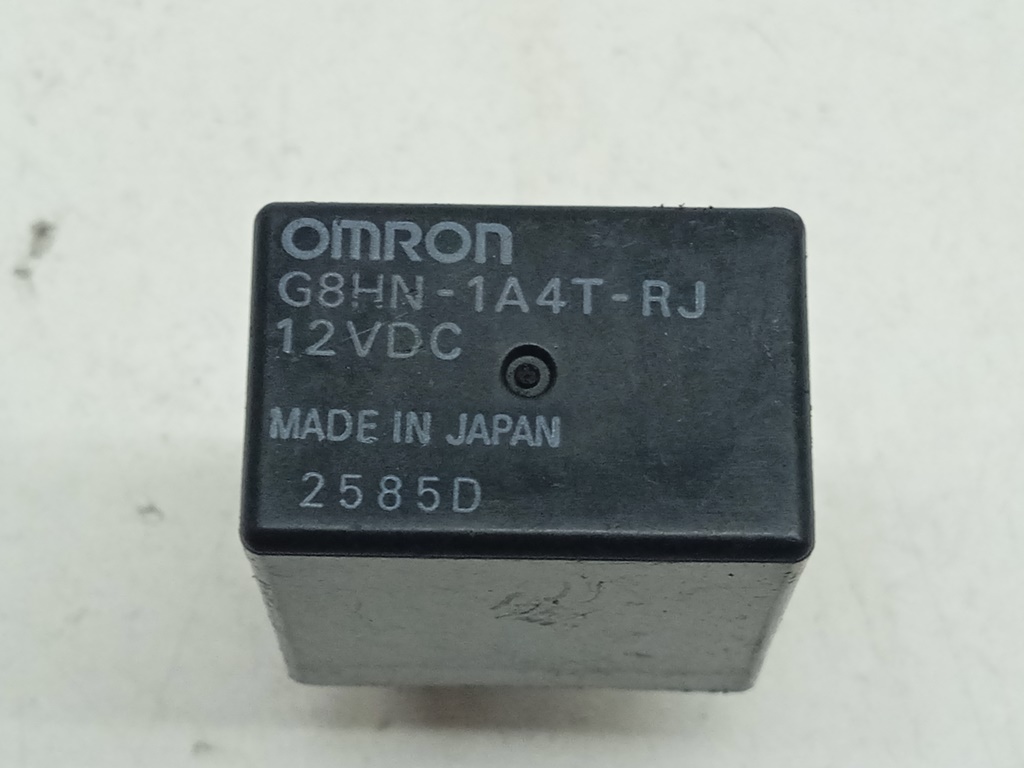 OMRON
G8HN-1A4T-RJ
12VDC
MADE IN JAPAN
2585D